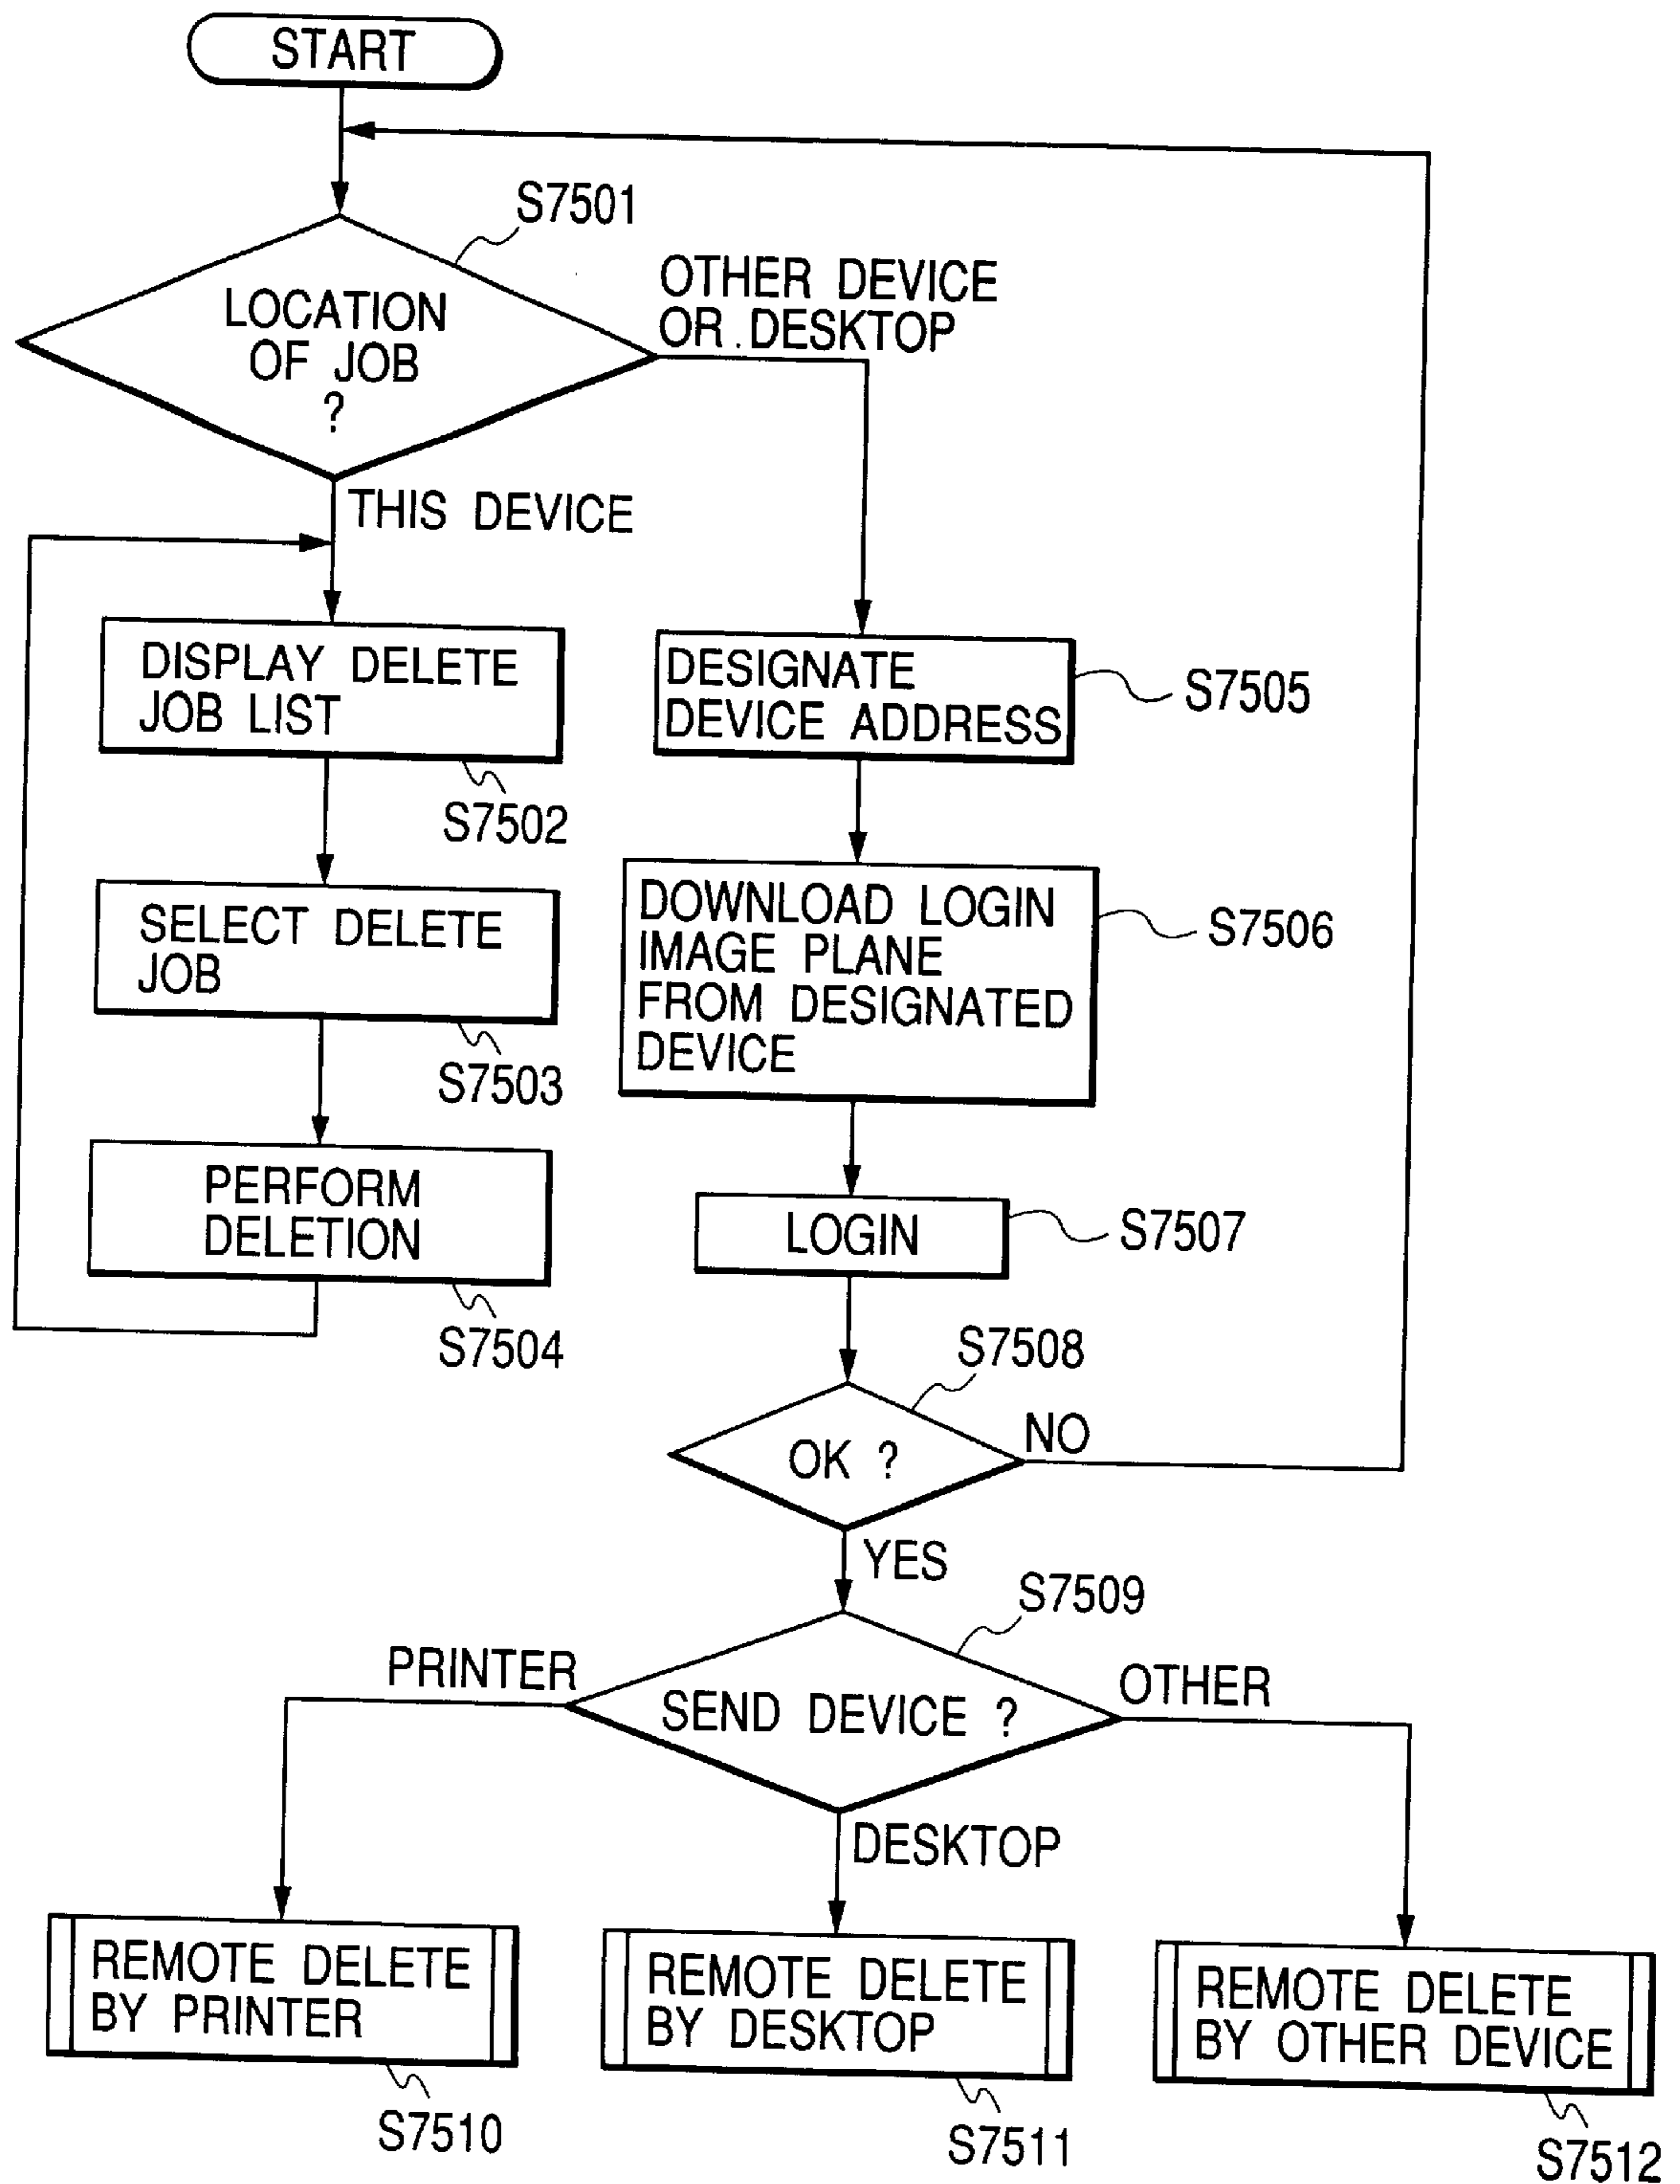 START
S7501
LOCATION
OF JOB
?
OTHER DEVICE
OR DESKTOP
THIS DEVICE
DISPLAY DELETE
JOB LIST
S7502
SELECT DELETE
JOB
S7503
PERFORM
DELETION
S7504
DESIGNATE
DEVICE ADDRESS
S7505
DOWNLOAD LOGIN
IMAGE PLANE
FROM DESIGNATED
DEVICE
S7506
LOGIN
S7507
S7508
OK ?
NO
YES
S7509
SEND DEVICE ?
PRINTER
DESKTOP
OTHER
REMOTE DELETE
BY PRINTER
S7510
REMOTE DELETE
BY DESKTOP
S7511
REMOTE DELETE
BY OTHER DEVICE
S7512